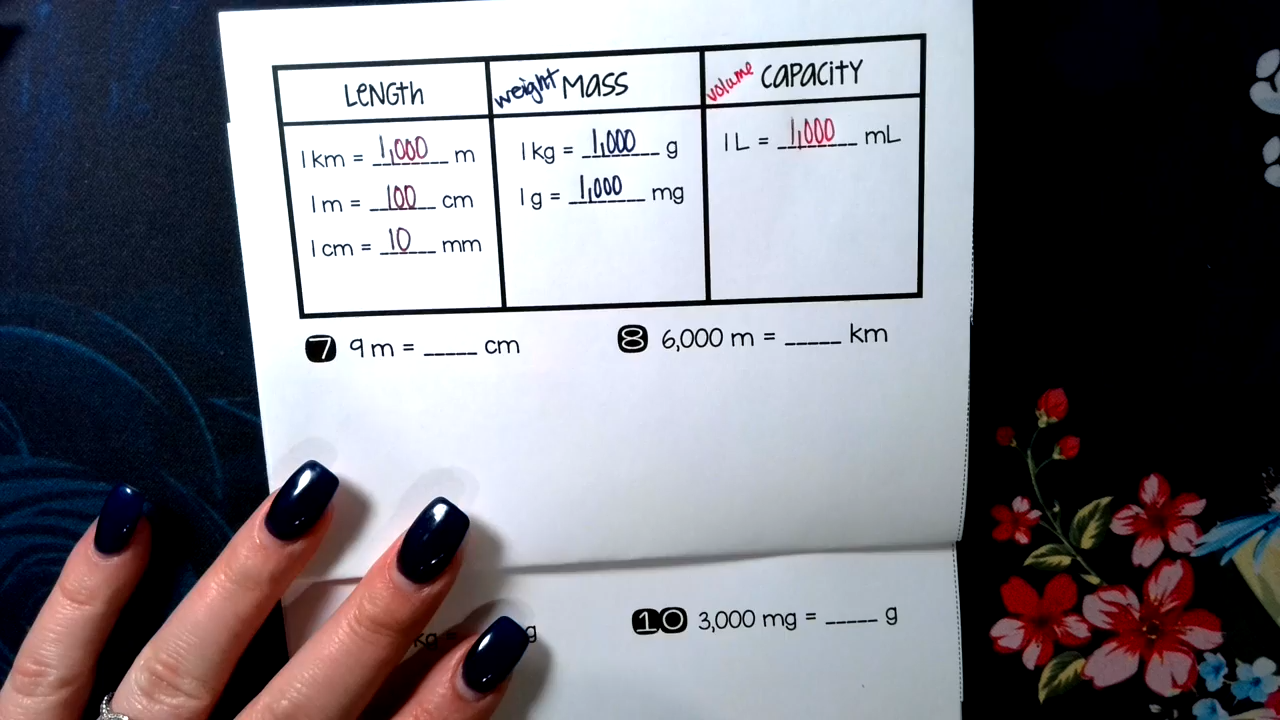 LENGTH
weight MASS
volume CAPACITY
1 km = 1,000 m
1 m = 100 cm
1 cm = 10 mm
1 kg = 1,000 g
1 g = 1,000 mg
1 L = 1,000 mL
7 9 m = _____ cm
8 6,000 m = _____ km
kg = g
10 3,000 mg = _____ g